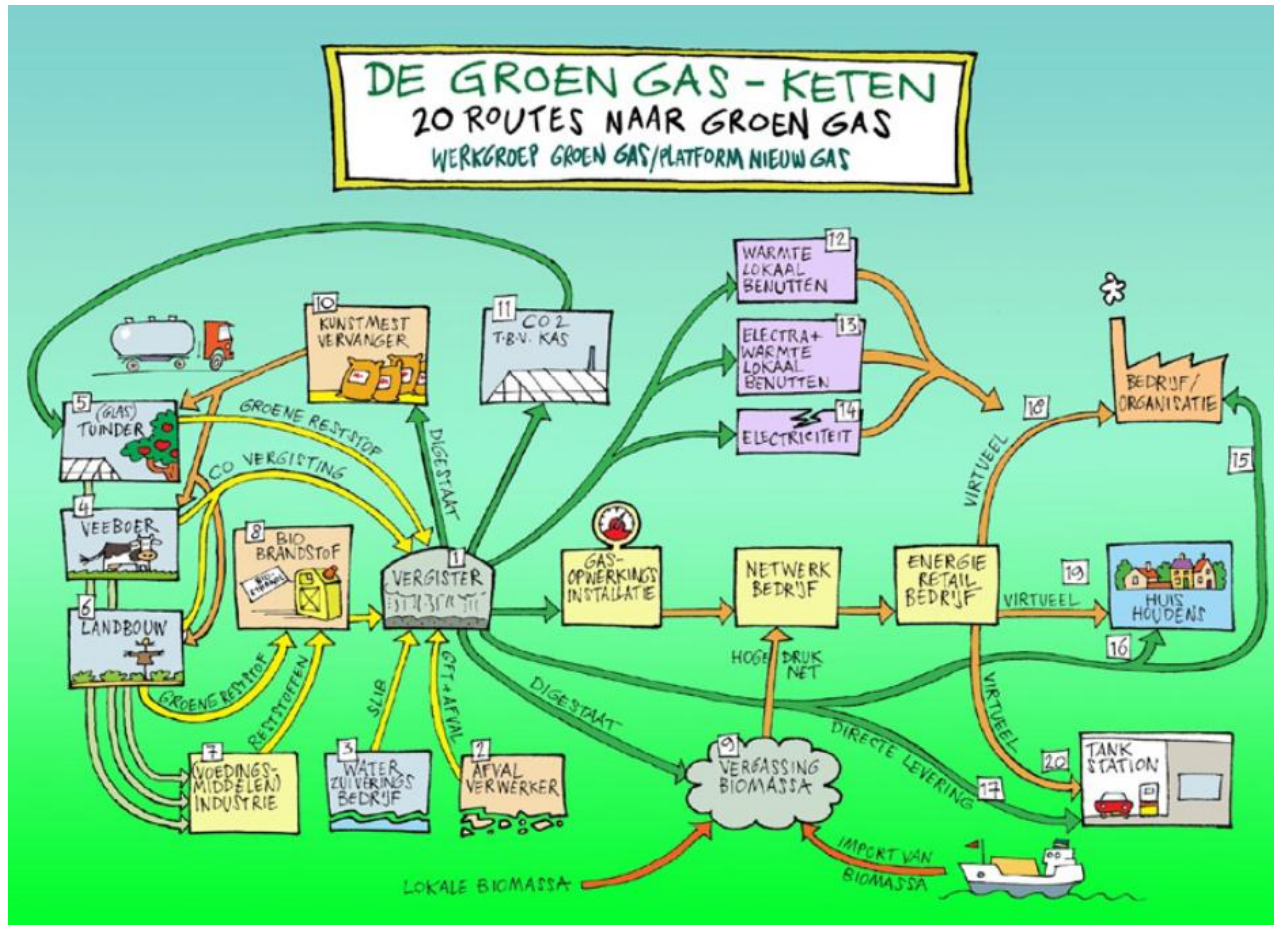 DE GROEN GAS - KETEN
20 ROUTES NAAR GROEN GAS
WERKGROEP GROEN GAS/PLATFORM NIEUW GAS
12
WARMTE
LOKAAL
BENUTTEN
10
KUNSTMEST
VERVANGER
11
CO2
T.B.V. KAS
13
ELECTRA+
WARMTE
LOKAAL
BENUTTEN
14
ELECTRICITEIT
18
BEDRIJF/
ORGANISATIE
5
(GLAS)
TUINDER
GROENE RESTSTOF
CO VERGISTING
DIGESTAAT
VIRTUEEL
15
4
VEEBOER
8
BIO
BRANDSTOF
BIO-
ETHANOL
1
VERGISTER
GAS-
OPWERKINGS
INSTALLATIE
NETWERK
BEDRIJF
ENERGIE
RETAIL
BEDRIJF
19
VIRTUEEL
HUIS
HOUDENS
6
LANDBOUW
16
GROENE RESTSTOF
RESTSTOFFEN
SLIB
GFT+AFVAL
DIGESTAAT
HOGE DRUK
NET
DIRECTE LEVERING
17
VIRTUEEL
20
TANK
STATION
7
(VOEDINGS-
MIDDELEN)
INDUSTRIE
3
WATER
ZUIVERINGS
BEDRIJF
2
AFVAL
VERWERKER
9
VERGASSING
BIOMASSA
LOKALE BIOMASSA
IMPORT VAN
BIOMASSA